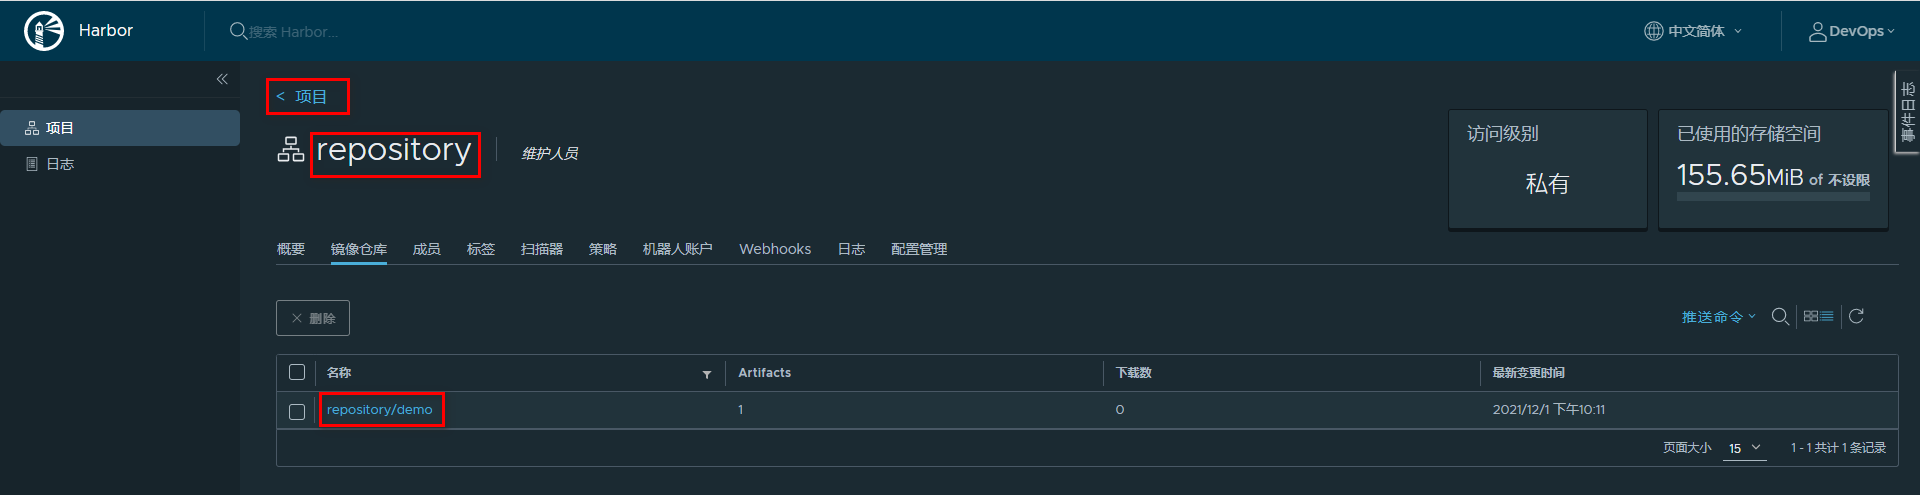 Harbor
搜索 Harbor...
中文简体
DevOps
项目
日志
< 项目
repository
维护人员
访问级别
私有
已使用的存储空间
155.65MiB of 不设限
事件日志
概要 镜像仓库 成员 标签 扫描器 策略 机器人账户 Webhooks 日志 配置管理
× 删除
推送命令
名称 Artifacts 下载数 最新变更时间
repository/demo 1 0 2021/12/1 下午10:11
页面大小 15 1 - 1 共计 1 条记录